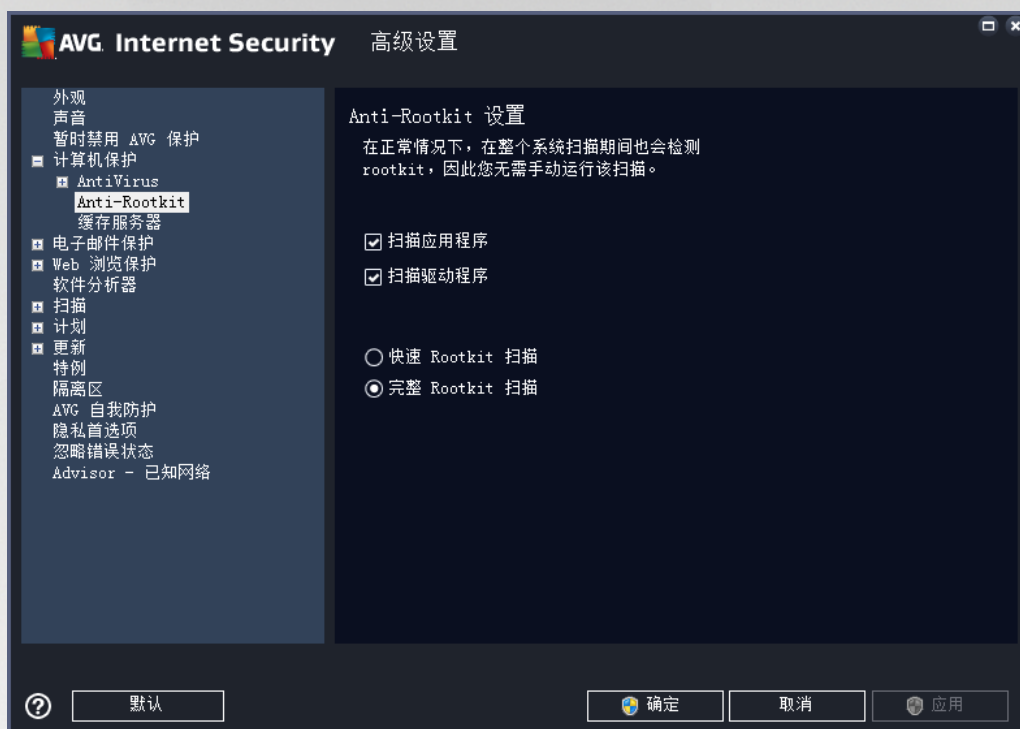 AVG. Internet Security 高级设置
外观
声音
暂时禁用 AVG 保护
计算机保护
AntiVirus
Anti-Rootkit
缓存服务器
电子邮件保护
Web 浏览保护
软件分析器
扫描
计划
更新
特例
隔离区
AVG 自我防护
隐私首选项
忽略错误状态
Advisor - 已知网络
Anti-Rootkit 设置
在正常情况下，在整个系统扫描期间也会检测
rootkit，因此您无需手动运行该扫描。
扫描应用程序
扫描驱动程序
快速 Rootkit 扫描
完整 Rootkit 扫描
? 默认 确定 取消 应用